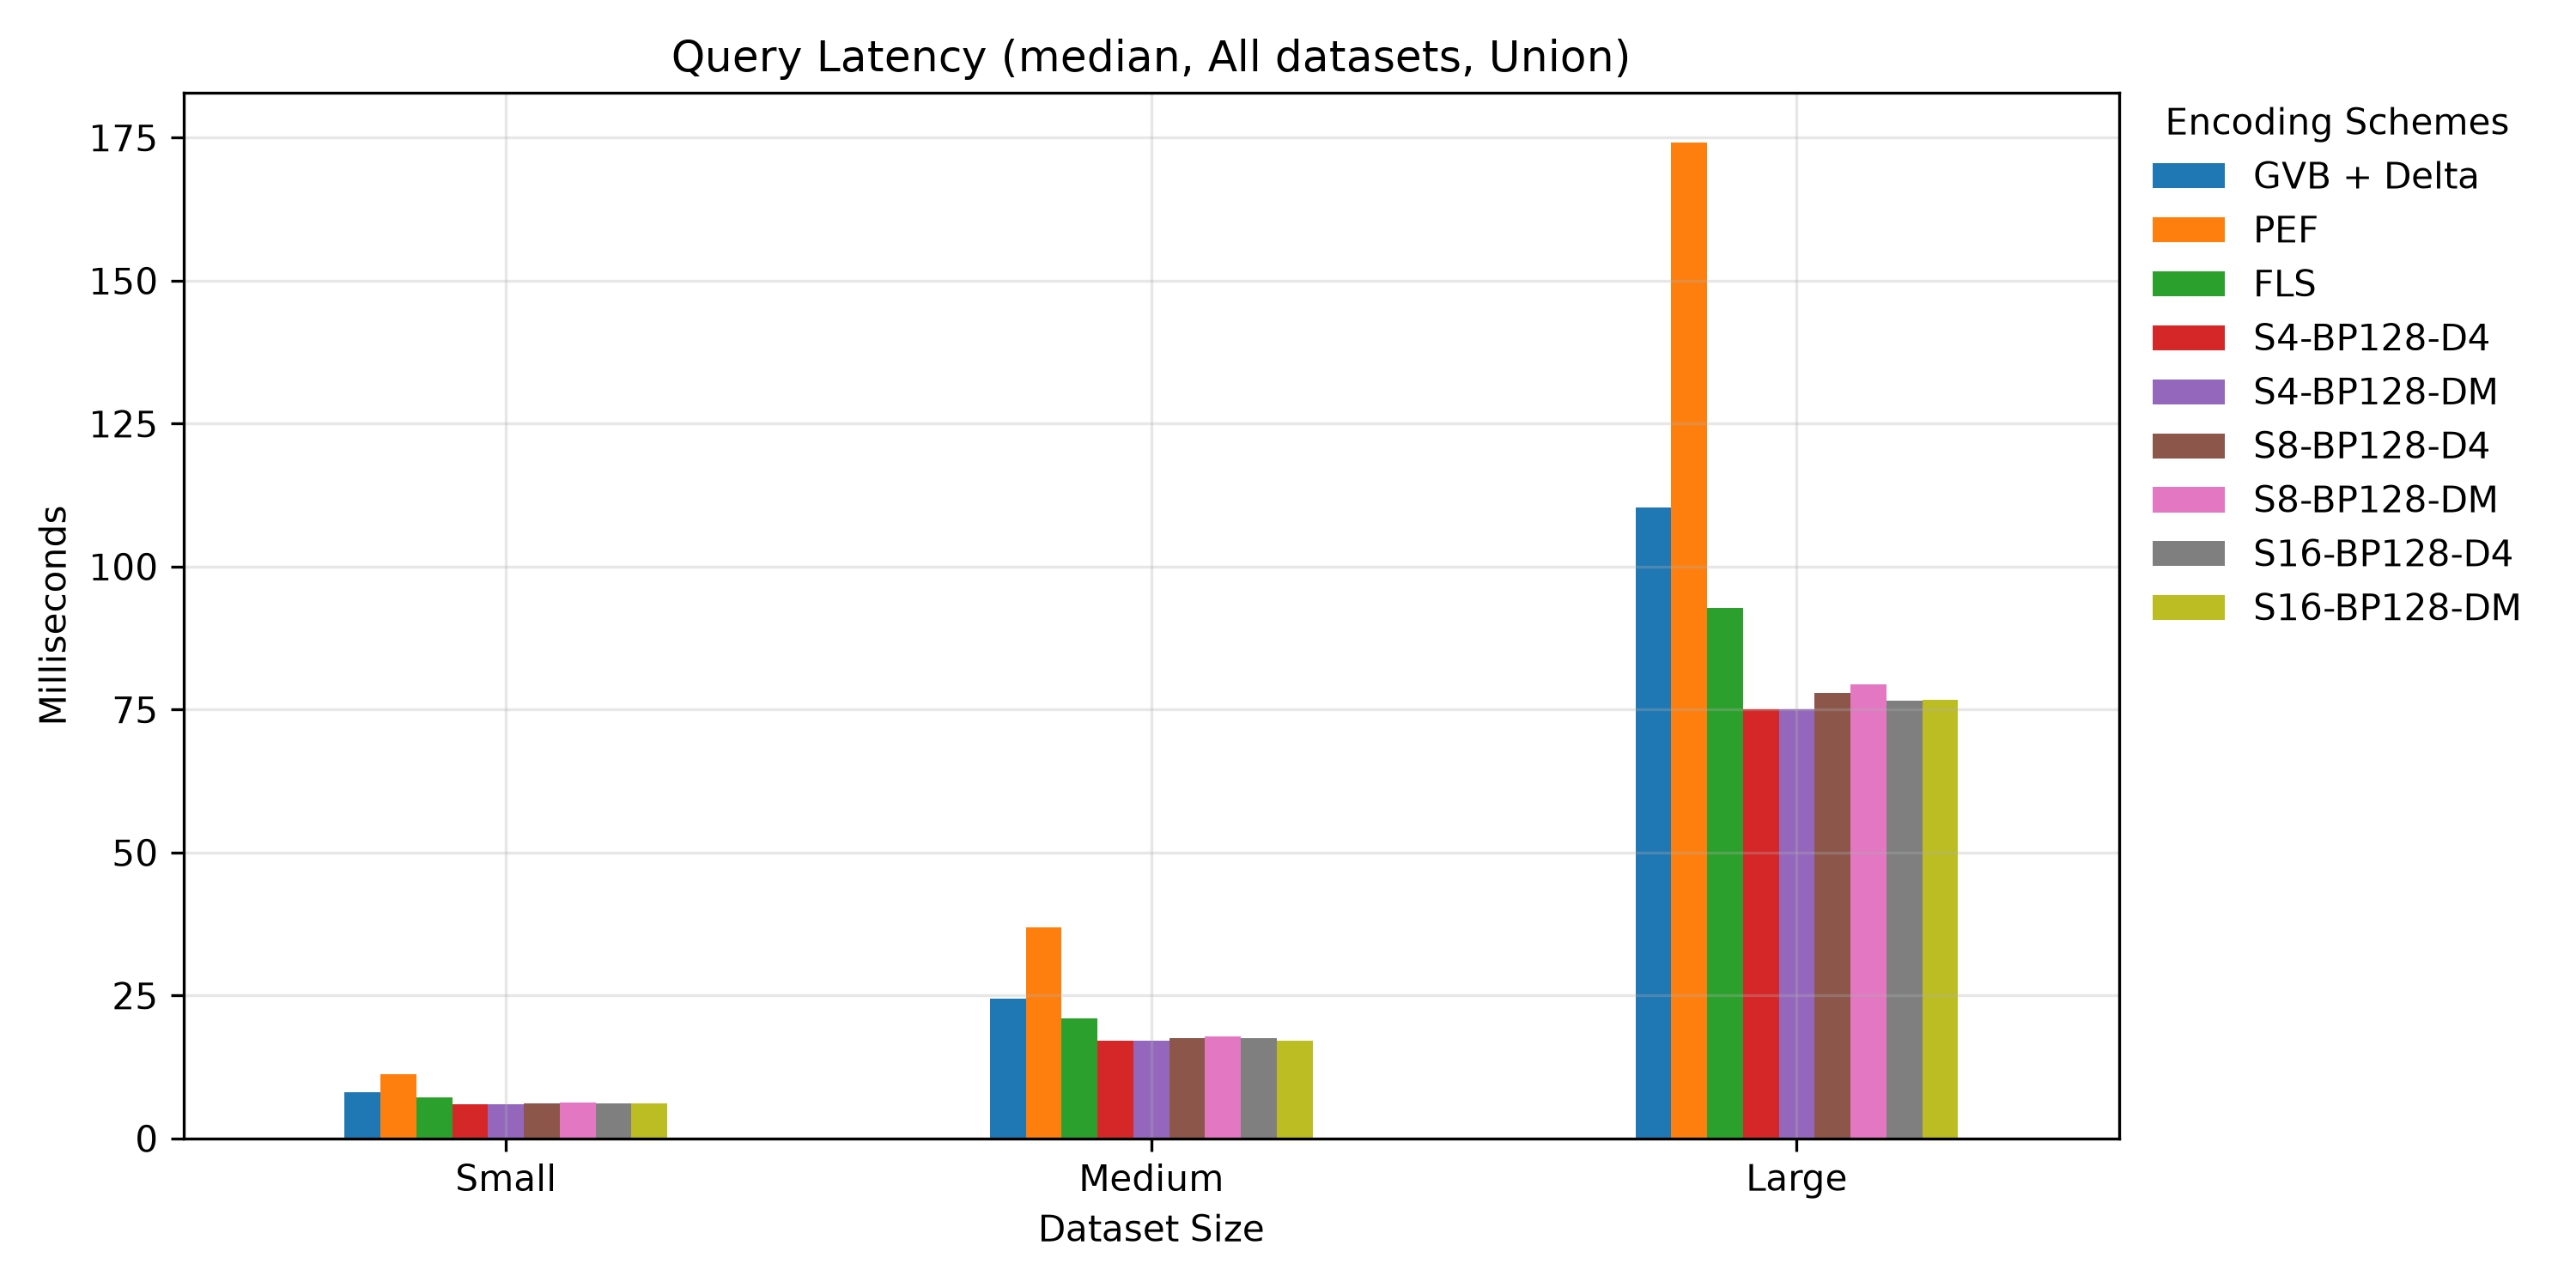 Query Latency (median, All datasets, Union)
Milliseconds
175
150
125
100
75
50
25
0
Small
Medium
Large
Dataset Size
Encoding Schemes
GVB + Delta
PEF
FLS
S4-BP128-D4
S4-BP128-DM
S8-BP128-D4
S8-BP128-DM
S16-BP128-D4
S16-BP128-DM